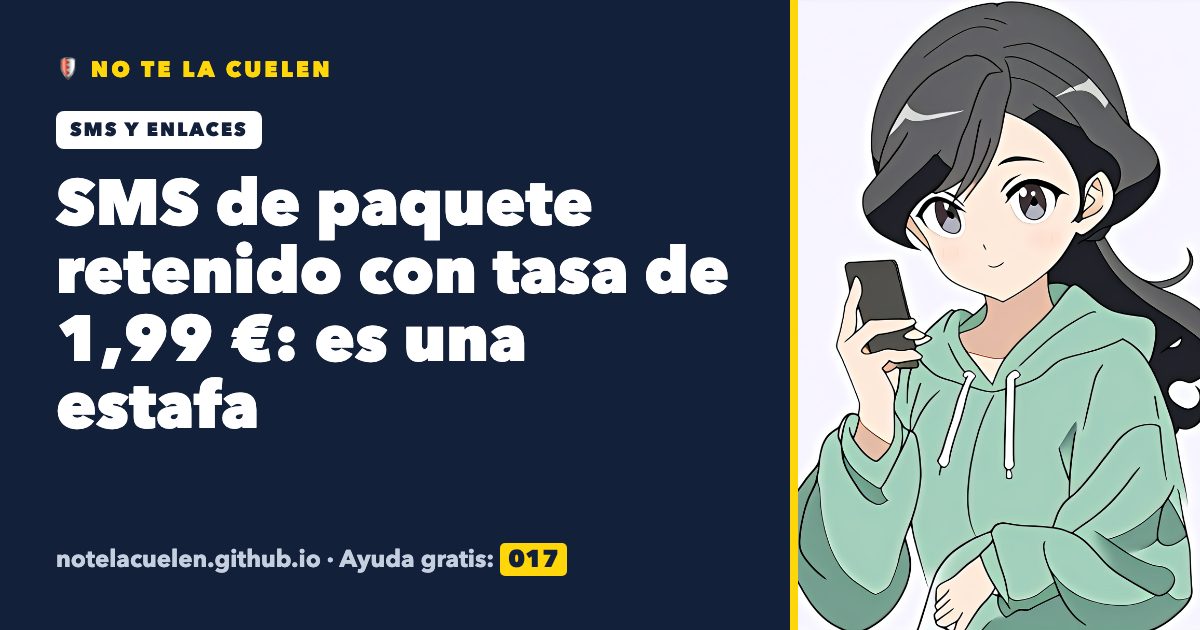 NO TE LA CUELEN
SMS Y ENLACES
SMS de paquete
retenido con tasa de
1,99 €: es una
estafa
notelacuelen.github.io · Ayuda gratis: 017